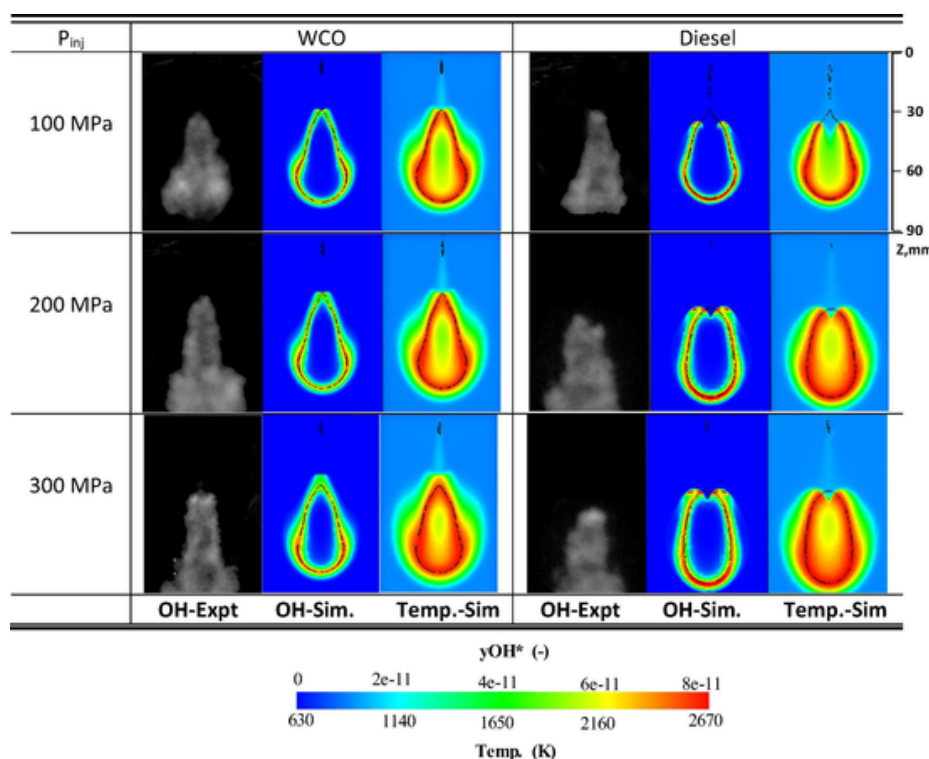 P_inj WCO Diesel
0
100 MPa
30
60
90
Z,mm
200 MPa
300 MPa
OH-Expt OH-Sim. Temp.-Sim OH-Expt OH-Sim. Temp.-Sim
yOH* (-)
0 2e-11 4e-11 6e-11 8e-11
630 1140 1650 2160 2670
Temp. (K)